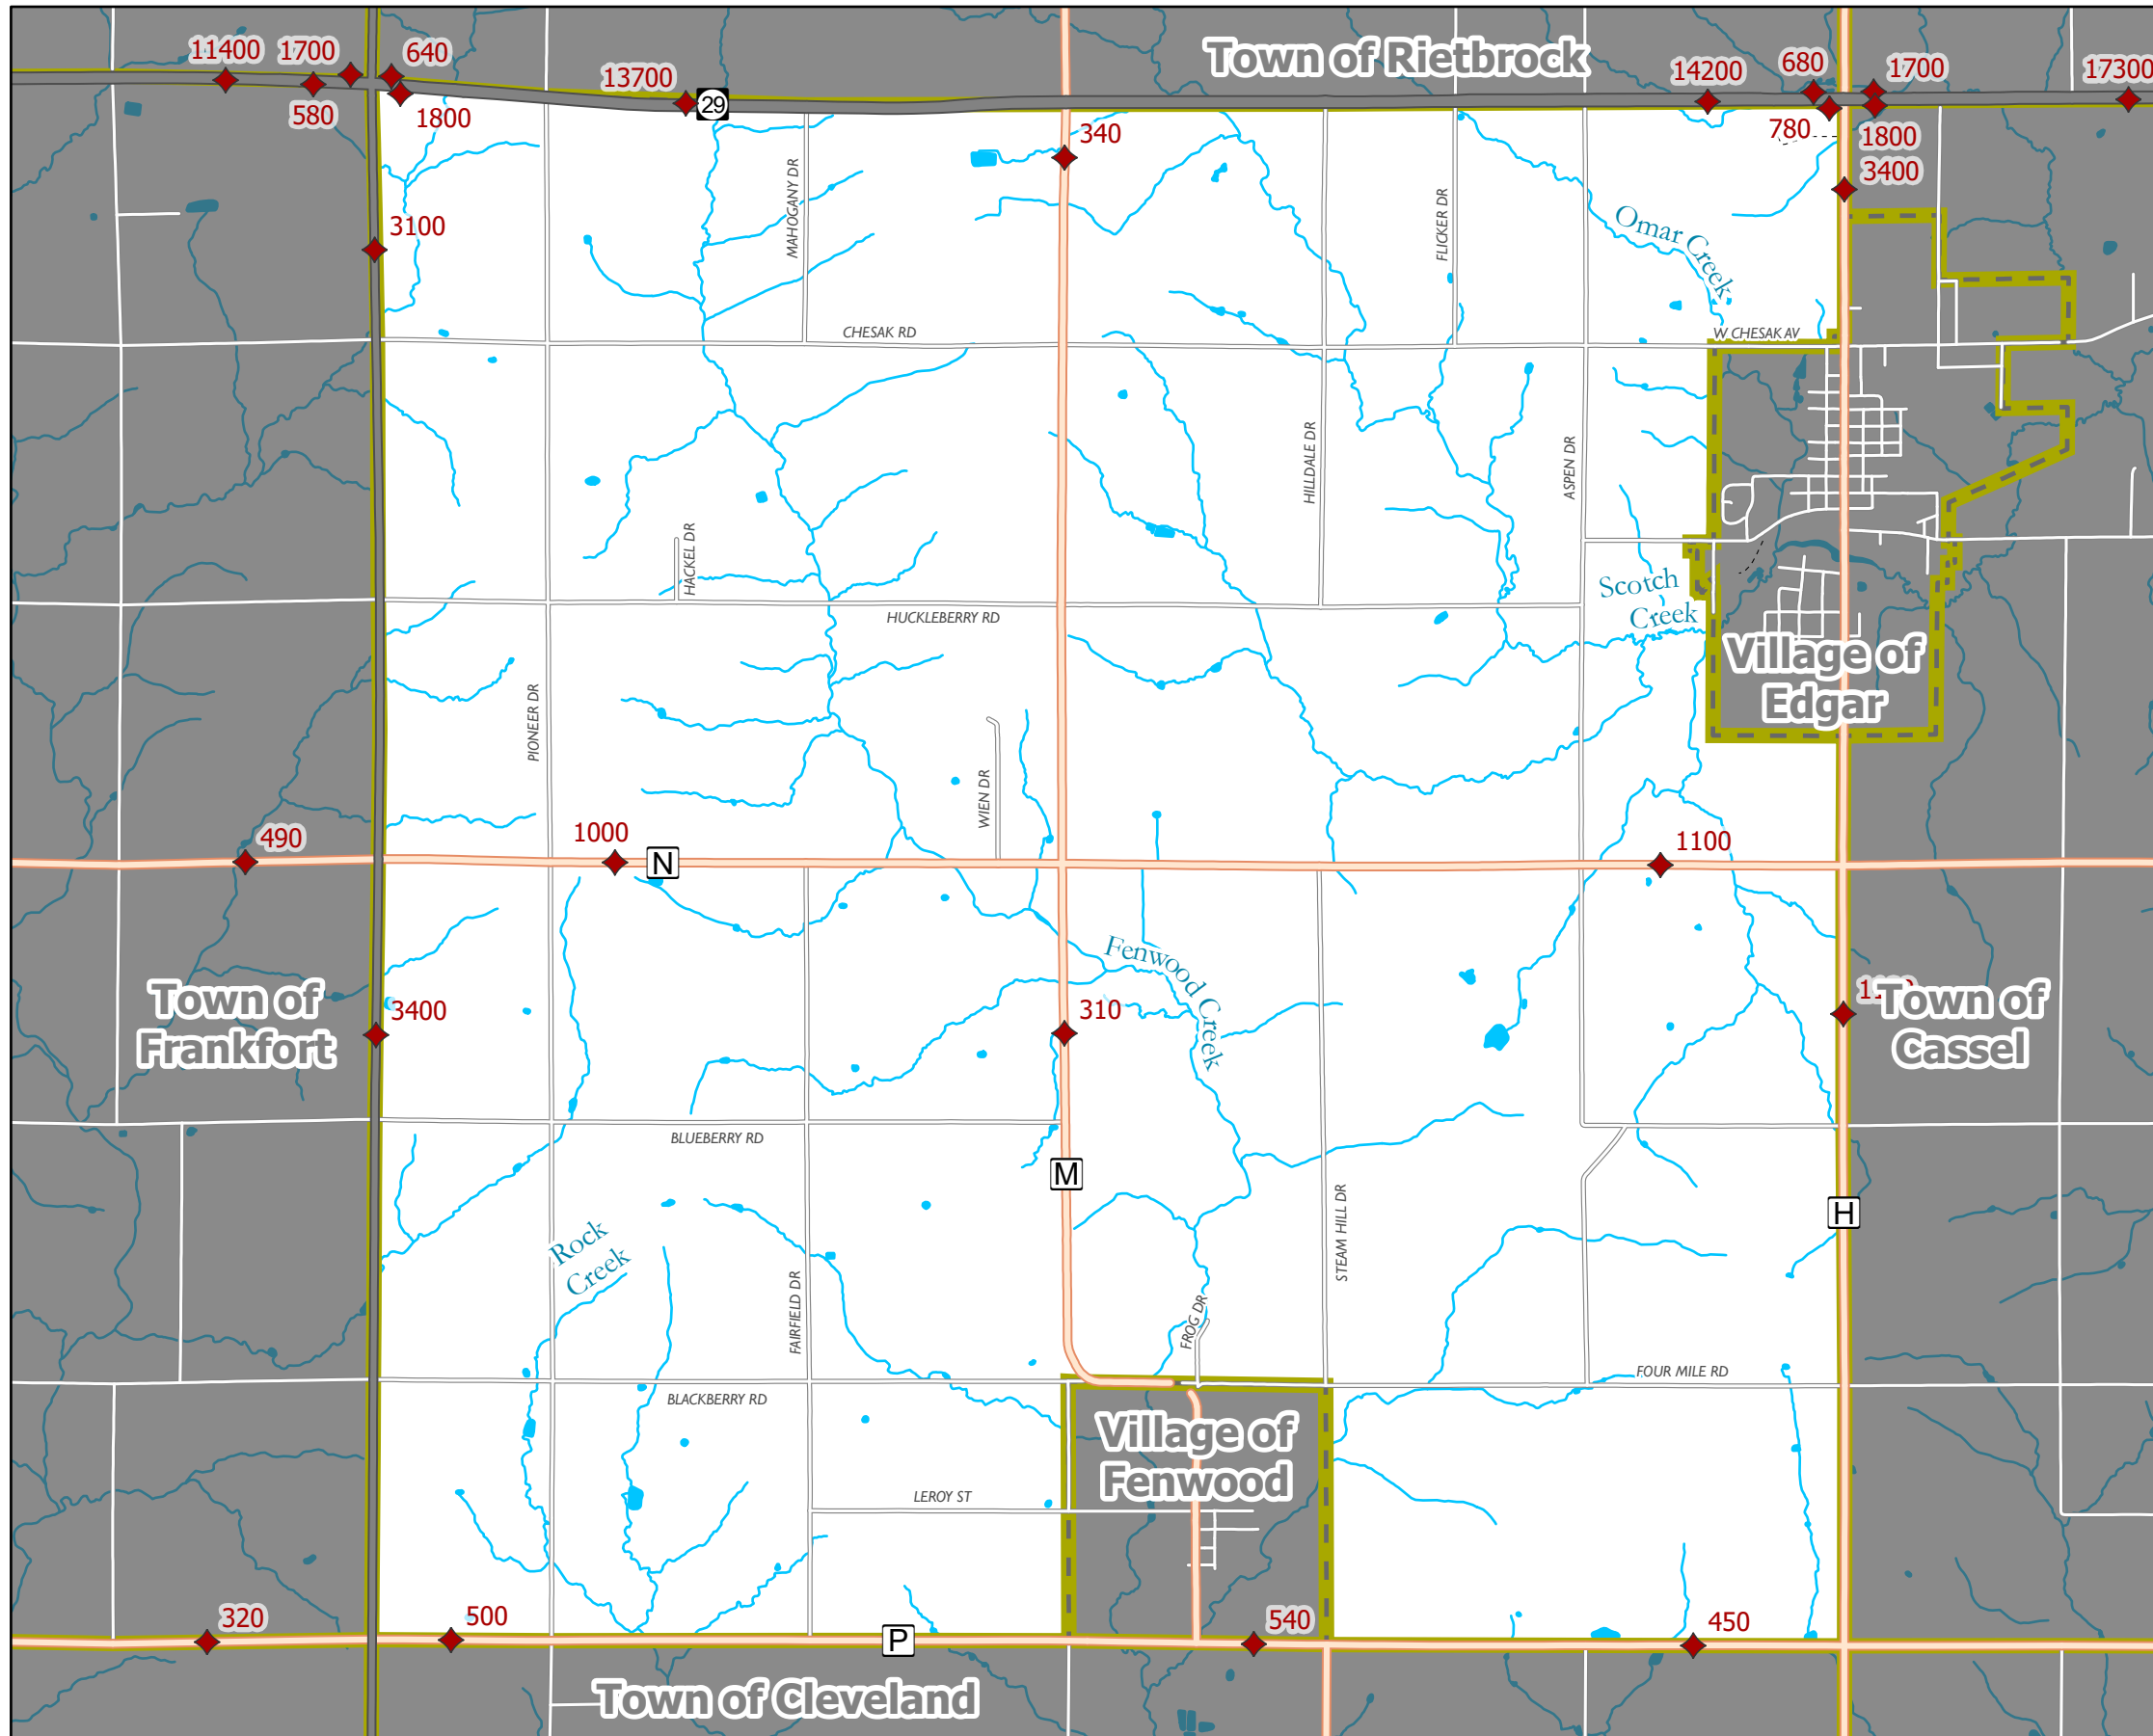 Town of Rietbrock
11400
1700
640
13700
29
14200
680
1700
17300
580
1800
340
780
1800
3400
MAHOGANY DR
FLICKER DR
Omar Creek
3100
CHESAK RD
W CHESAK AV
HILLDALE DR
ASPEN DR
HACKEL DR
Scotch
Creek
HUCKLEBERRY RD
Village of
Edgar
PIONEER DR
WIEN DR
490
1000
N
1100
Fenwood Creek
Town of
Frankfort
3400
310
Town of
Cassel
BLUEBERRY RD
M
H
STEAM HILL DR
Rock
Creek
FAIRFIELD DR
FROG DR
FOUR MILE RD
BLACKBERRY RD
Village of
Fenwood
LEROY ST
320
500
P
540
450
Town of Cleveland